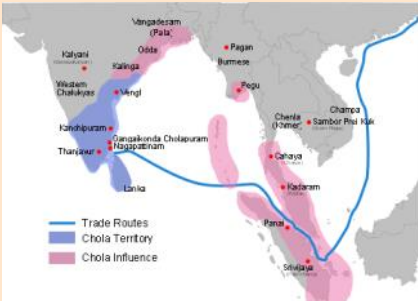 Vangadesam
(Pala)
Odda
Kalinga
Kalyani
Western
Chalukyas
Vengi
Kanchipuram
Gangaikonda Cholapuram
Nagapattinam
Thanjavur
Lanka
Pagan
Burmese
Pegu
Champa
Chenla
(Khmer)
Sambor Prei Kuk
Cahaya
Kadaram
Panai
Srivijaya
Trade Routes
Chola Territory
Chola Influence